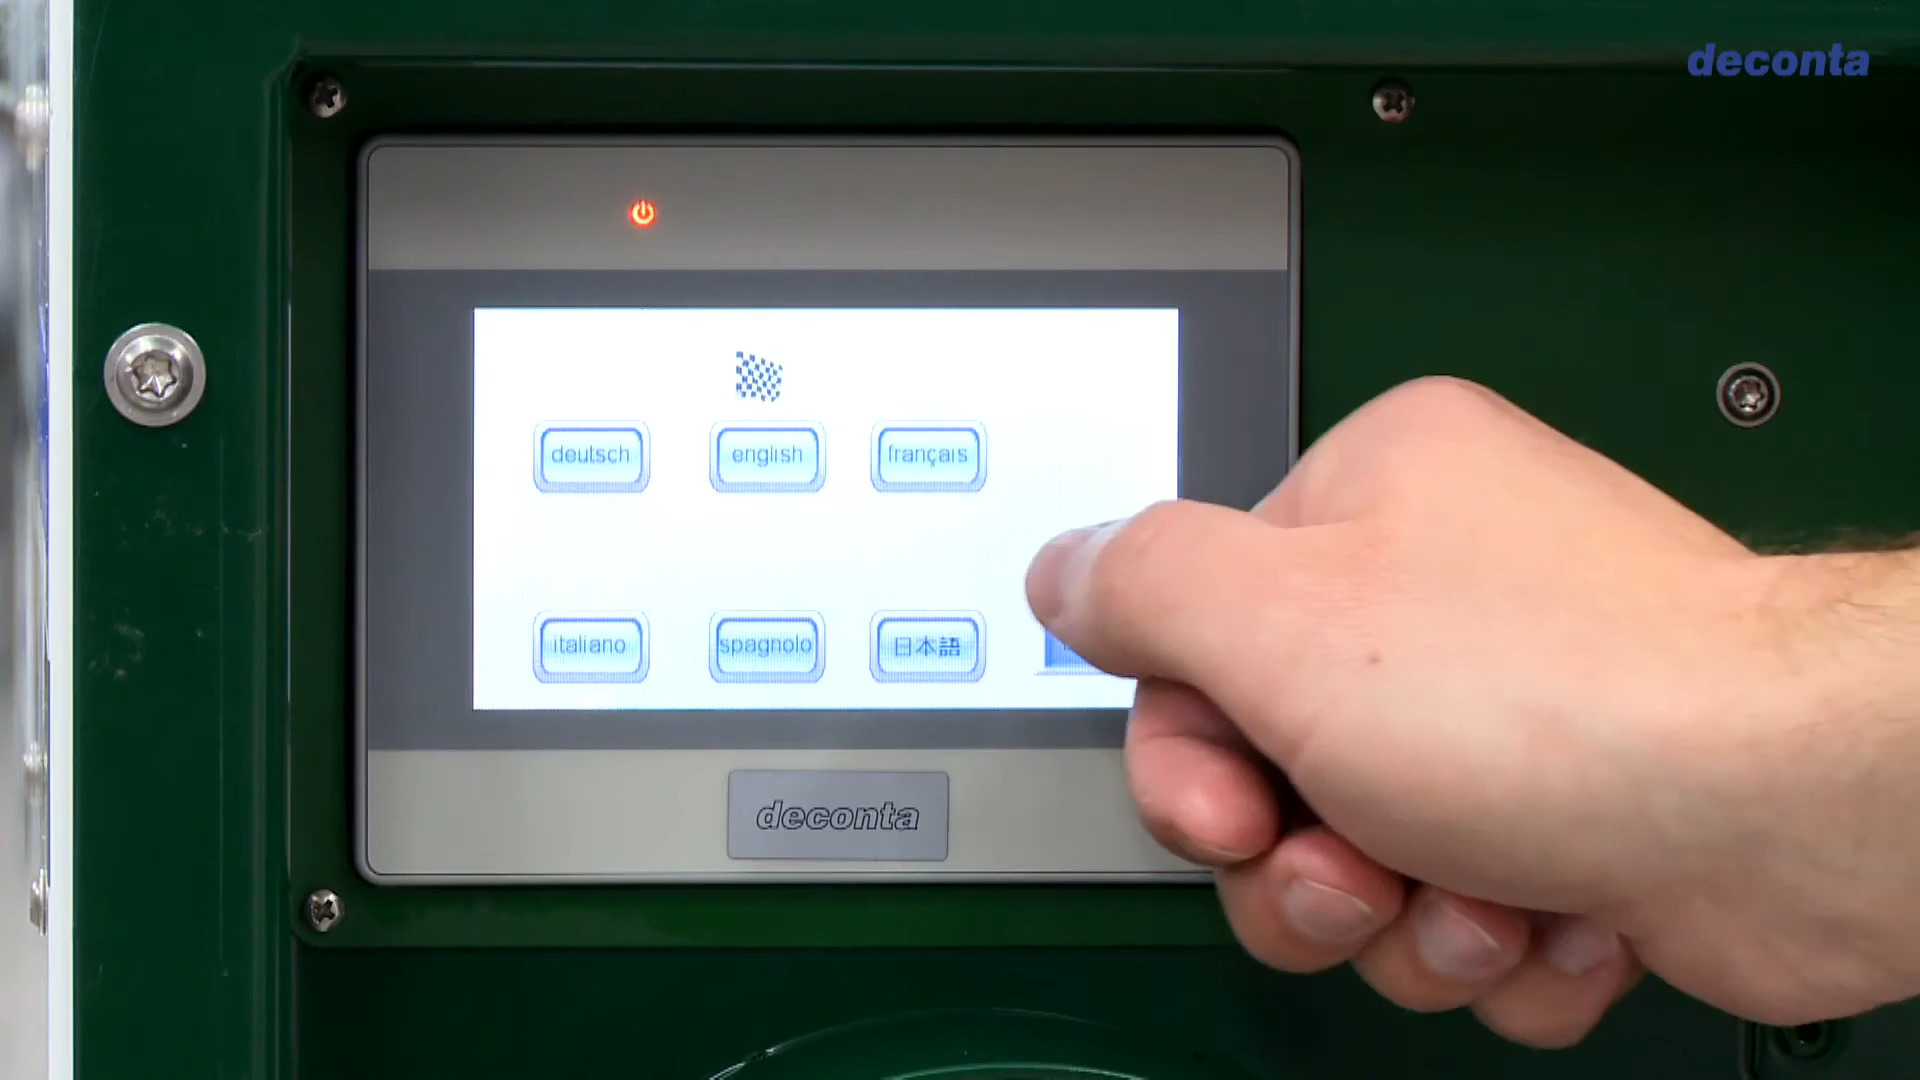 deconta
deutsch
english
français
italiano
spagnolo
日本語
deconta